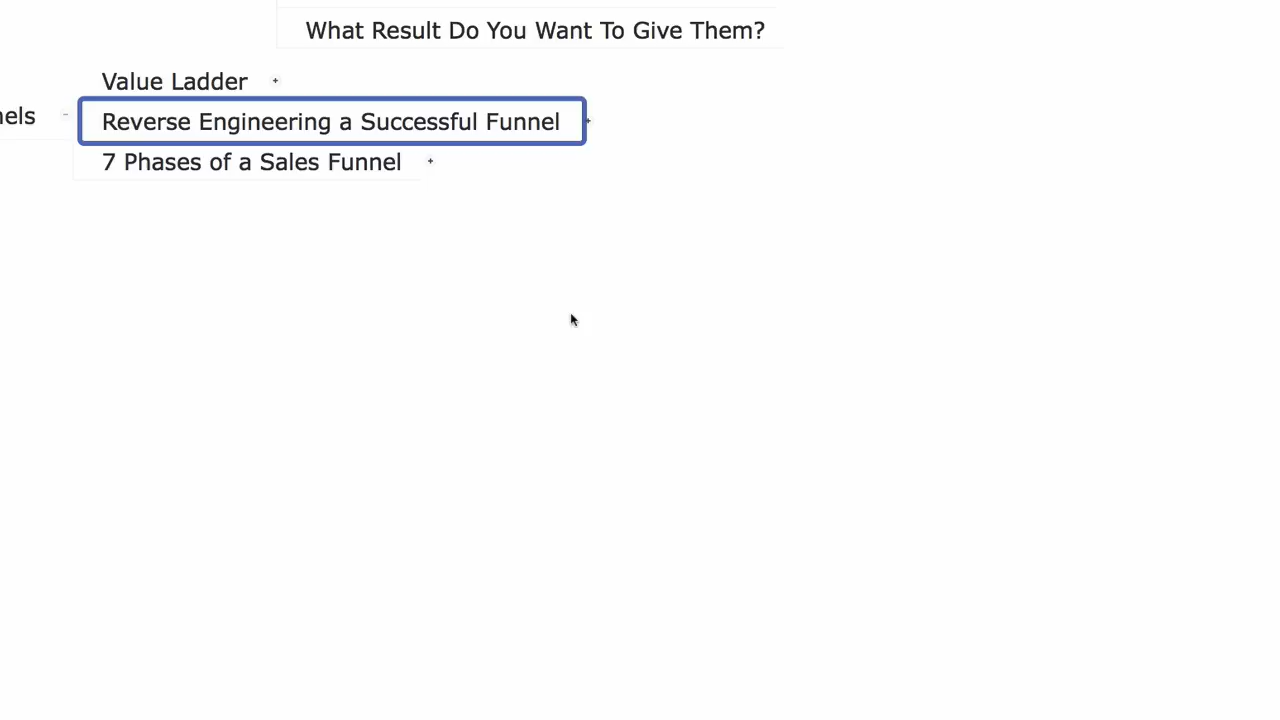 What Result Do You Want To Give Them?
Value Ladder
nels
Reverse Engineering a Successful Funnel
7 Phases of a Sales Funnel